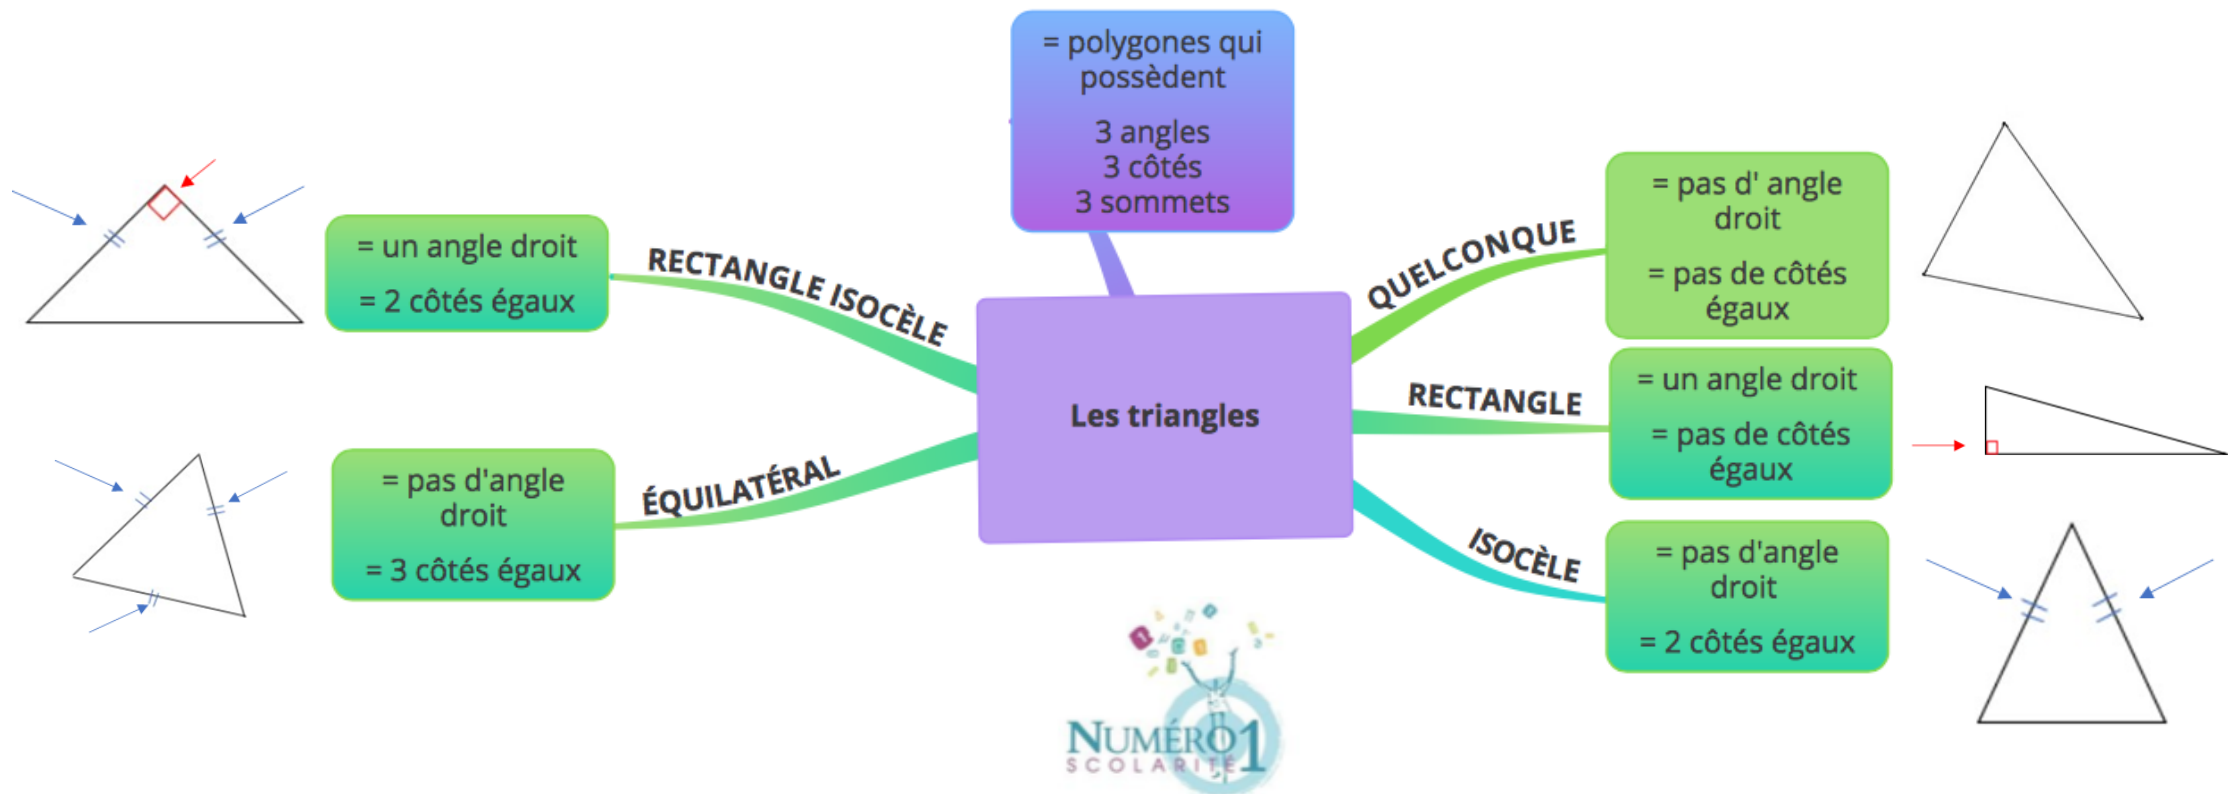 = polygones qui
possèdent
3 angles
3 côtés
3 sommets
RECTANGLE ISOCÈLE
= un angle droit
= 2 côtés égaux
ÉQUILATÉRAL
= pas d'angle
droit
= 3 côtés égaux
Les triangles
QUELCONQUE
= pas d' angle
droit
= pas de côtés
égaux
RECTANGLE
= un angle droit
= pas de côtés
égaux
ISOCÈLE
= pas d'angle
droit
= 2 côtés égaux
NUMÉRO1
SCOLARITÉ